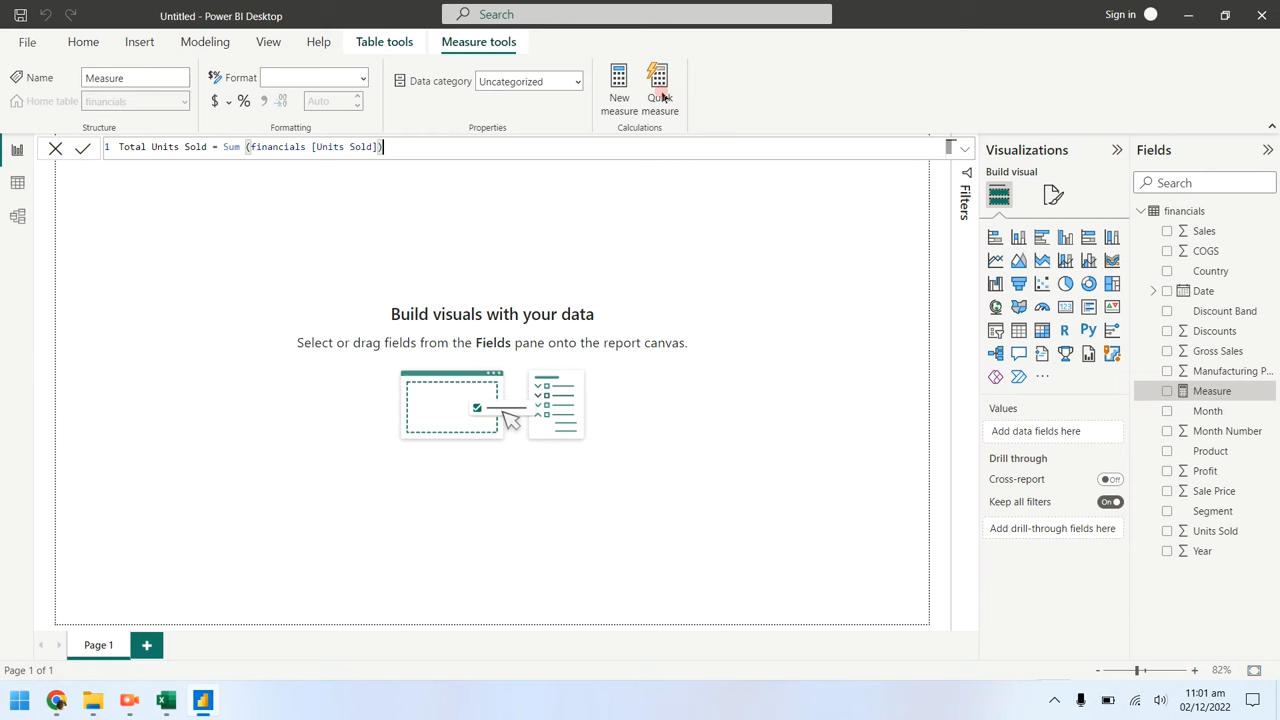 Untitled - Power BI Desktop
Search
Sign in
File
Home
Insert
Modeling
View
Help
Table tools
Measure tools
Name
Measure
Home table
financials
Structure
Format
$
%
Auto
Formatting
Data category
Uncategorized
Properties
New measure
Quick measure
Calculations
1 Total Units Sold = Sum (financials [Units Sold])
Filters
Build visuals with your data
Select or drag fields from the Fields pane onto the report canvas.
Visualizations
Build visual
R
Py
...
Values
Add data fields here
Drill through
Cross-report
Off
Keep all filters
On
Add drill-through fields here
Fields
Search
financials
Sales
COGS
Country
Date
Discount Band
Discounts
Gross Sales
Manufacturing P...
Measure
Month
Month Number
Product
Profit
Sale Price
Segment
Units Sold
Year
Page 1
Page 1 of 1
- + 82%
11:01 am
02/12/2022